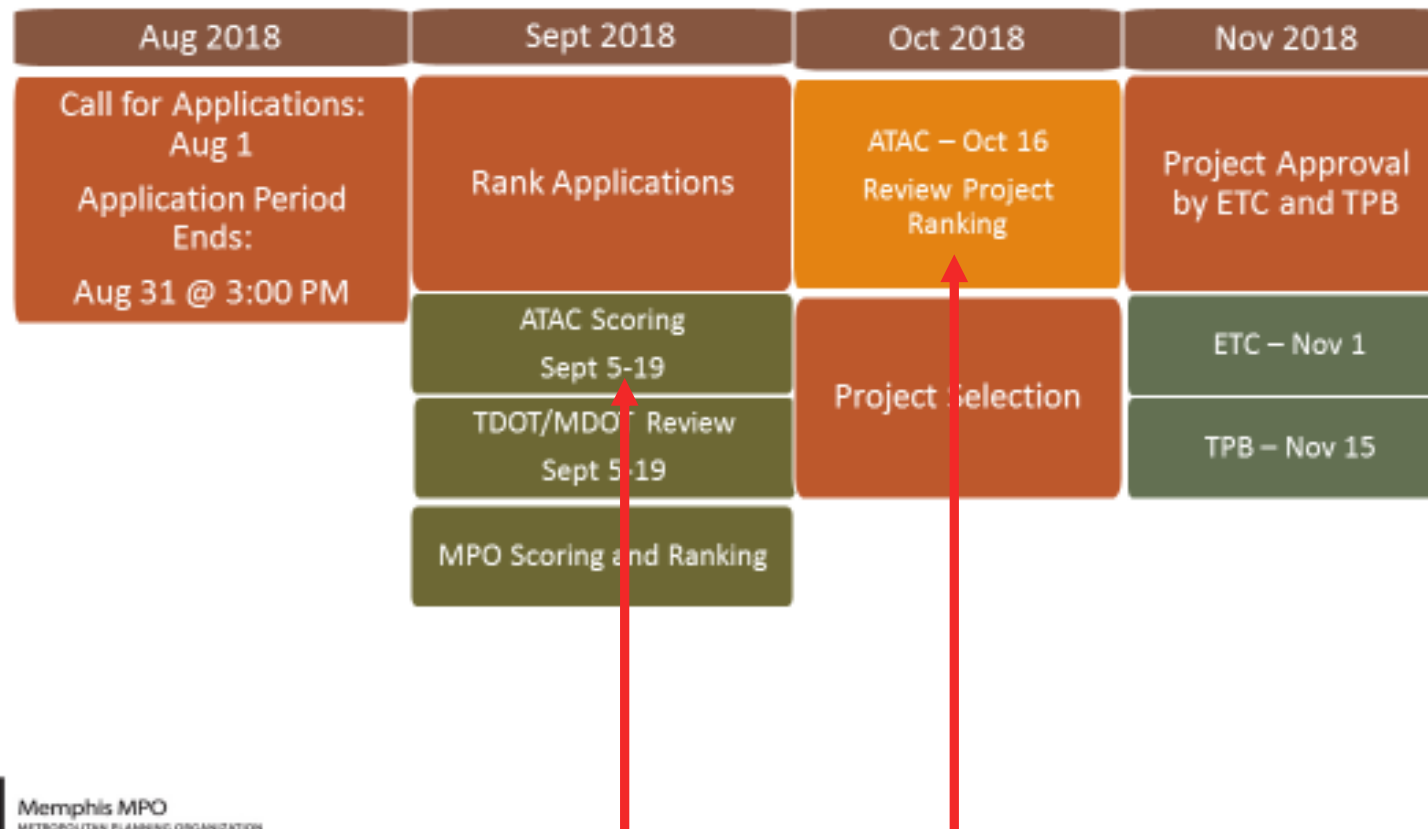 Aug 2018
Call for Applications:
Aug 1
Application Period
Ends:
Aug 31 @ 3:00 PM
Sept 2018
Rank Applications
ATAC Scoring
Sept 5-19
TDOT/MDOT Review
Sept 5-19
MPO Scoring and Ranking
Oct 2018
ATAC – Oct 16
Review Project
Ranking
Project Selection
Nov 2018
Project Approval
by ETC and TPB
ETC – Nov 1
TPB – Nov 15
Memphis MPO
METROPOLITAN PLANNING ORGANIZATION